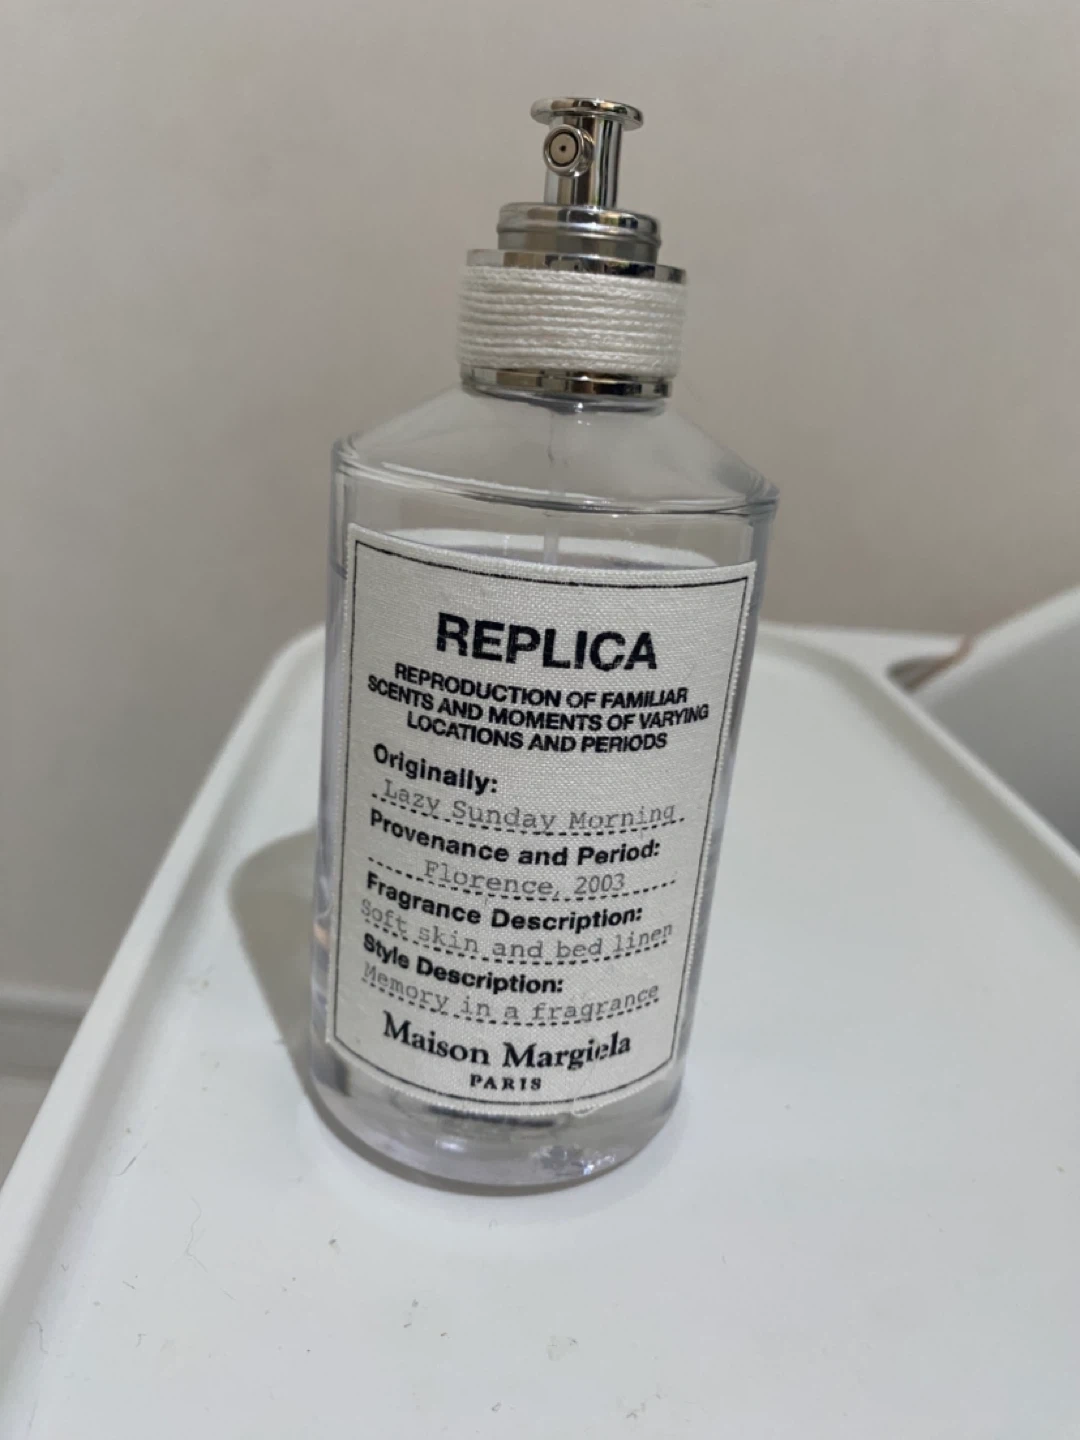 REPLICA
REPRODUCTION OF FAMILIAR
SCENTS AND MOMENTS OF VARYING
LOCATIONS AND PERIODS
Originally:
Lazy Sunday Morning
Provenance and Period:
Florence, 2003
Fragrance Description:
Soft skin and bed linen
Style Description:
Memory in a fragrance
Maison Margiela
PARIS